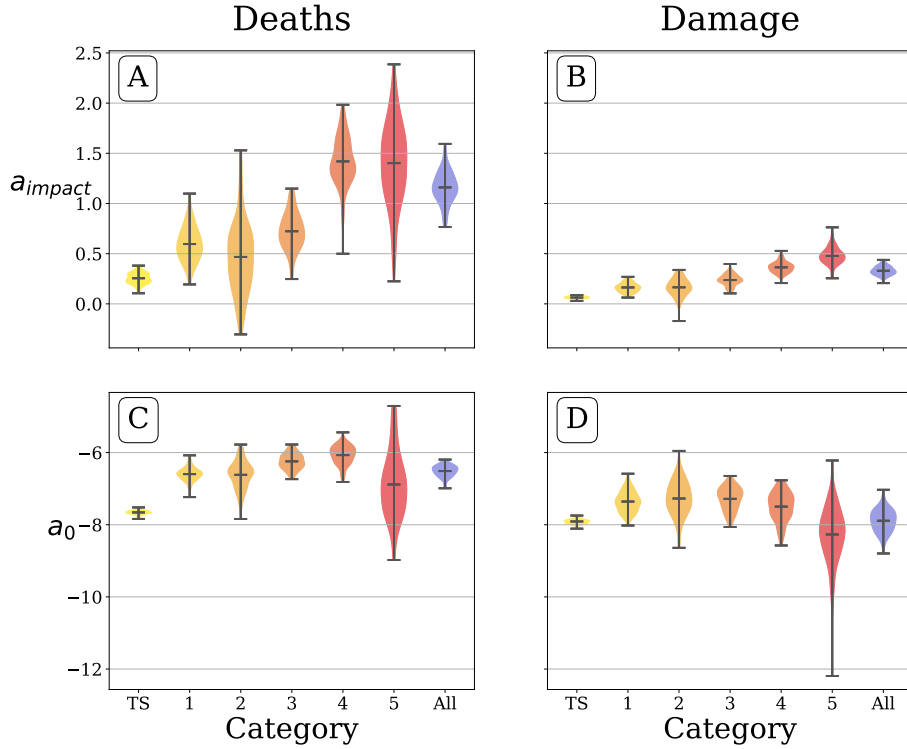 Deaths Damage
A B
2.5
2.0
1.5
a_impact
1.0
0.5
0.0
C D
−6
−8
a_0
−10
−12
TS 1 2 3 4 5 All TS 1 2 3 4 5 All
Category Category